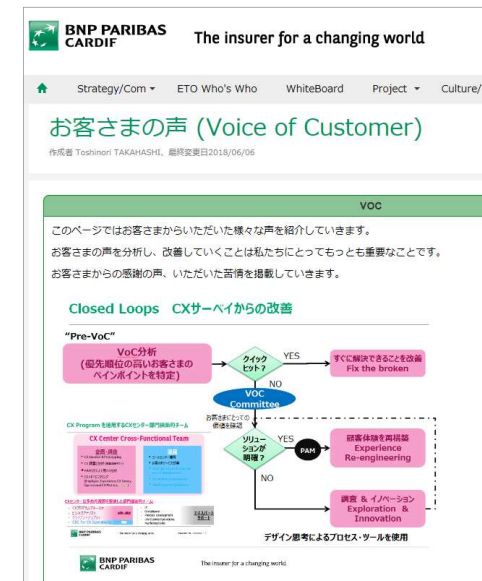 BNP PARIBAS
CARDIF
The insurer for a changing world
Strategy/Com
ETO Who's Who
WhiteBoard
Project
Culture/
お客さまの声 (Voice of Customer)
作成者 Toshinori TAKAHASHI、最終変更日2018/06/06
VOC
このページではお客さまからいただいた様々な声を紹介していきます。
お客さまの声を分析し、改善していくことは私たちにとってもっとも重要なことです。
お客さまからの感謝の声、いただいた苦情を掲載していきます。
Closed Loops CXサーベイからの改善
"Pre-VoC"
VoC分析
(優先順位の高いお客さまの
ペインポイントを特定)
クイック
ヒット?
YES
すぐに解決できることを改善
Fix the broken
NO
VOC
Committee
お客さまにとっての
価値を確認
CX Program を活用するCXセンター部門横断的チーム
CX Center Cross-Functional Team
ソリュー
ションが
明確?
YES
PAM
顧客体験を再構築
Experience
Re-engineering
NO
調査 & イノベーション
Exploration &
Innovation
デザイン思考によるプロセス・ツールを使用
BNP PARIBAS
CARDIF
The insurer for a changing world